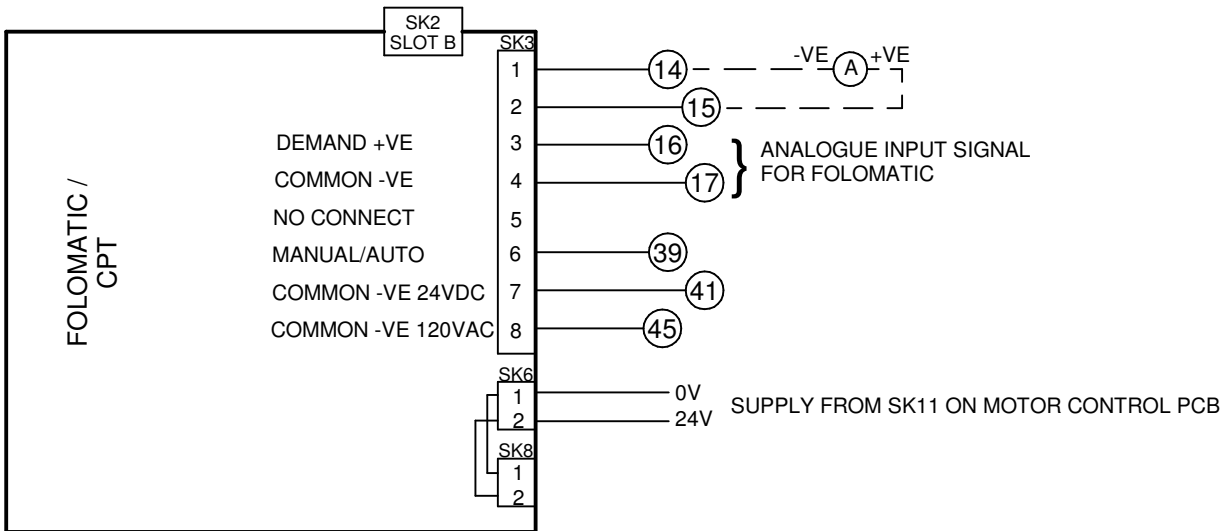 SK2
SLOT B
SK3
1 14 -VE A +VE
2 15
DEMAND +VE 3 16
COMMON -VE 4 17
ANALOGUE INPUT SIGNAL
FOR FOLOMATIC
NO CONNECT 5
MANUAL/AUTO 6 39
COMMON -VE 24VDC 7 41
COMMON -VE 120VAC 8 45
FOLOMATIC /
CPT
SK6
1 0V
2 24V
SUPPLY FROM SK11 ON MOTOR CONTROL PCB
SK8
1
2